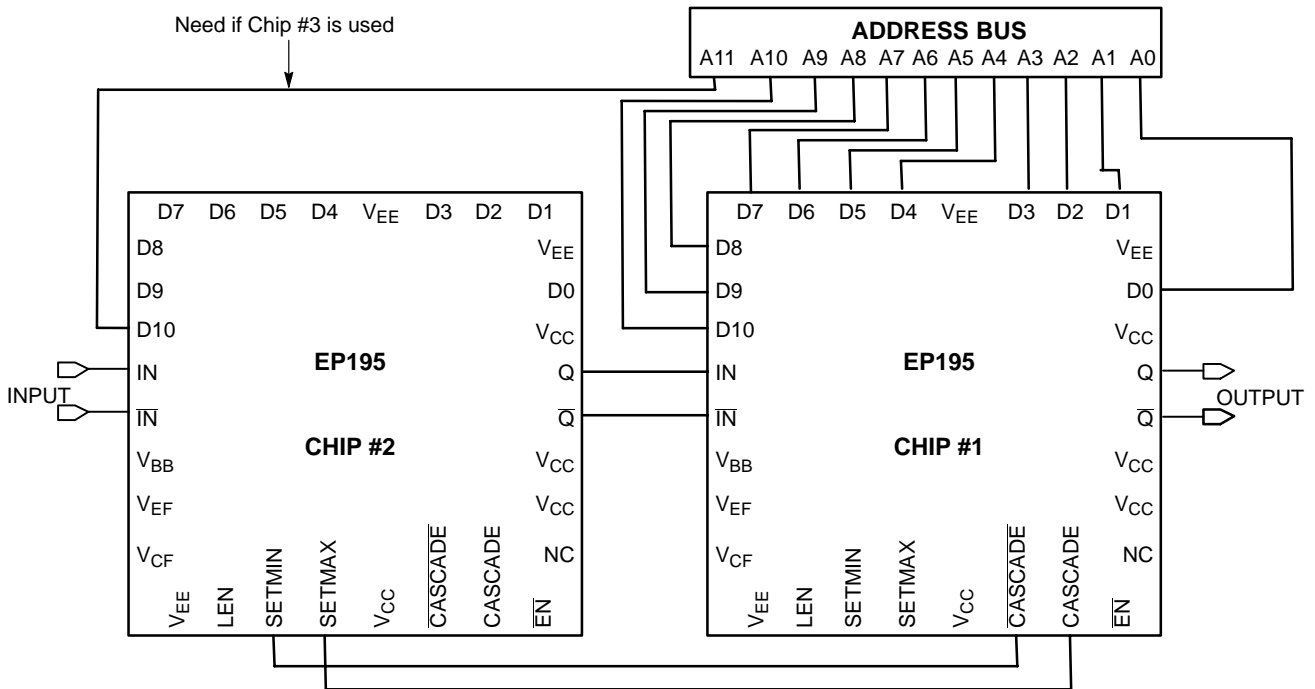 Need if Chip #3 is used
ADDRESS BUS
A11 A10 A9 A8 A7 A6 A5 A4 A3 A2 A1 A0
D7 D6 D5 D4 VEE D3 D2 D1
D8
D9
D10
IN
IN
VBB
VEF
VCF
VEE
D0
VCC
Q
Q
VCC
VCC
NC
EP195
CHIP #2
VEE LEN SETMIN SETMAX VCC CASCADE CASCADE EN
INPUT
D7 D6 D5 D4 VEE D3 D2 D1
D8
D9
D10
IN
IN
VBB
VEF
VCF
VEE
D0
VCC
Q
Q
VCC
VCC
NC
EP195
CHIP #1
VEE LEN SETMIN SETMAX VCC CASCADE CASCADE EN
OUTPUT